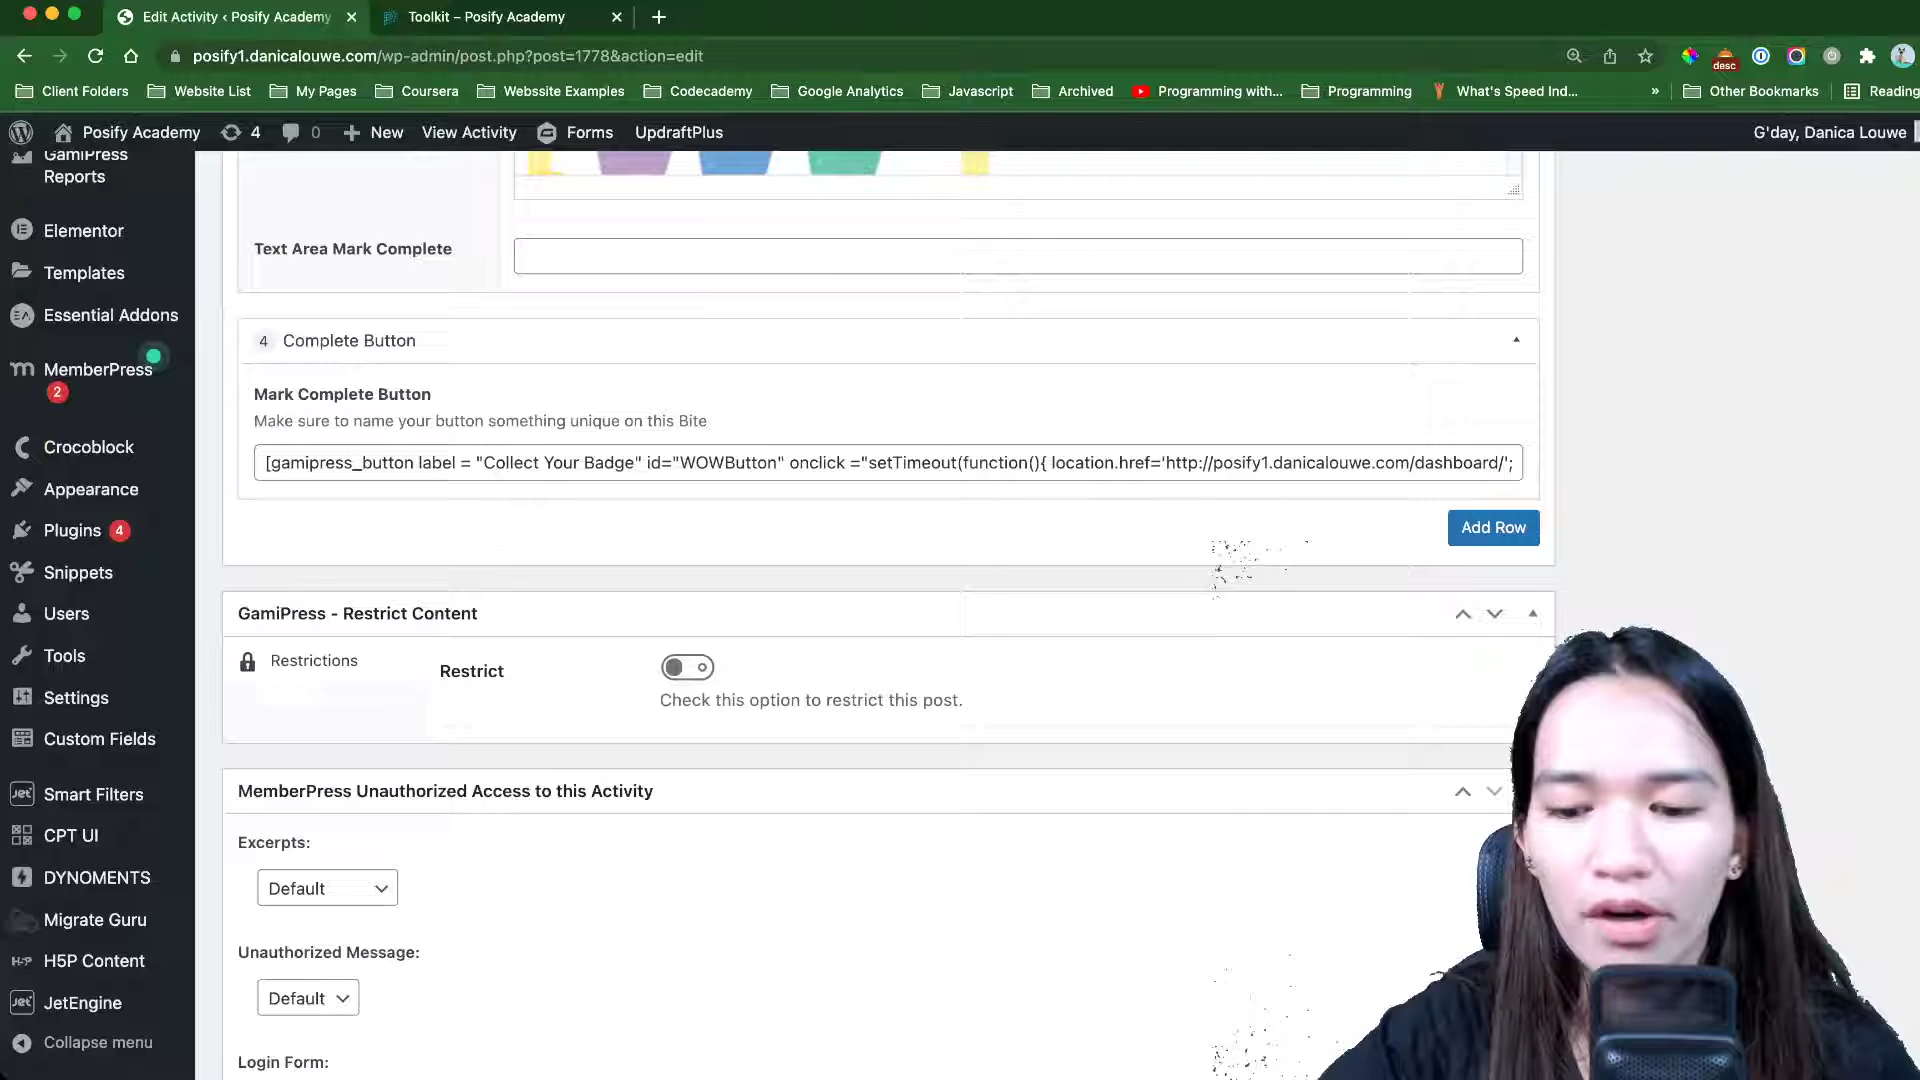 Edit Activity ‹ Posify Academy
Toolkit – Posify Academy
posify1.danicalouwe.com/wp-admin/post.php?post=1778&action=edit
desc
Client Folders
Website List
My Pages
Coursera
Webssite Examples
Codecademy
Google Analytics
Javascript
Archived
Programming with...
Programming
What's Speed Ind...
»
Other Bookmarks
Reading
Posify Academy
4
0
New
View Activity
Forms
UpdraftPlus
G'day, Danica Louwe
GamiPress
Reports
Elementor
Templates
Essential Addons
MemberPress
2
Crocoblock
Appearance
Plugins 4
Snippets
Users
Tools
Settings
Custom Fields
Smart Filters
CPT UI
DYNOMENTS
Migrate Guru
H5P Content
JetEngine
Collapse menu
Text Area Mark Complete
4 Complete Button
Mark Complete Button
Make sure to name your button something unique on this Bite
[gamipress_button label = "Collect Your Badge" id="WOWButton" onclick ="setTimeout(function(){ location.href='http://posify1.danicalouwe.com/dashboard/';
Add Row
GamiPress - Restrict Content
Restrictions
Restrict
Check this option to restrict this post.
MemberPress Unauthorized Access to this Activity
Excerpts:
Default
Unauthorized Message:
Default
Login Form: